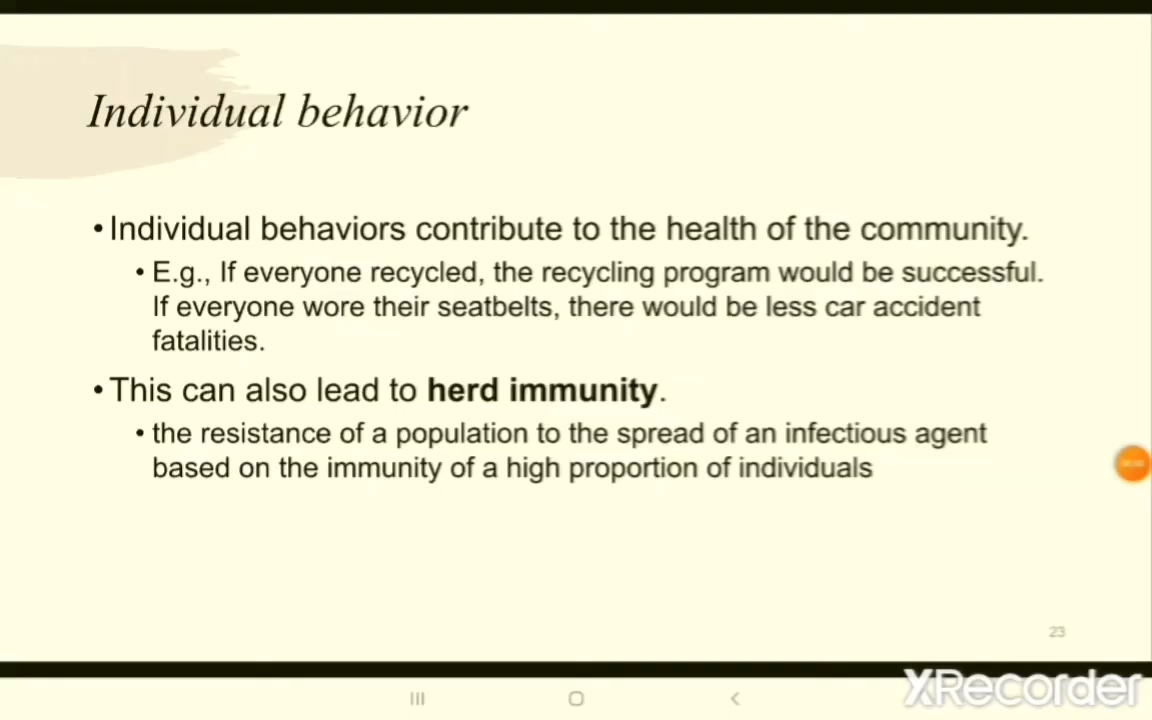 Individual behavior
• Individual behaviors contribute to the health of the community.
• E.g., If everyone recycled, the recycling program would be successful.
If everyone wore their seatbelts, there would be less car accident
fatalities.
• This can also lead to herd immunity.
• the resistance of a population to the spread of an infectious agent
based on the immunity of a high proportion of individuals
23
XRecorder